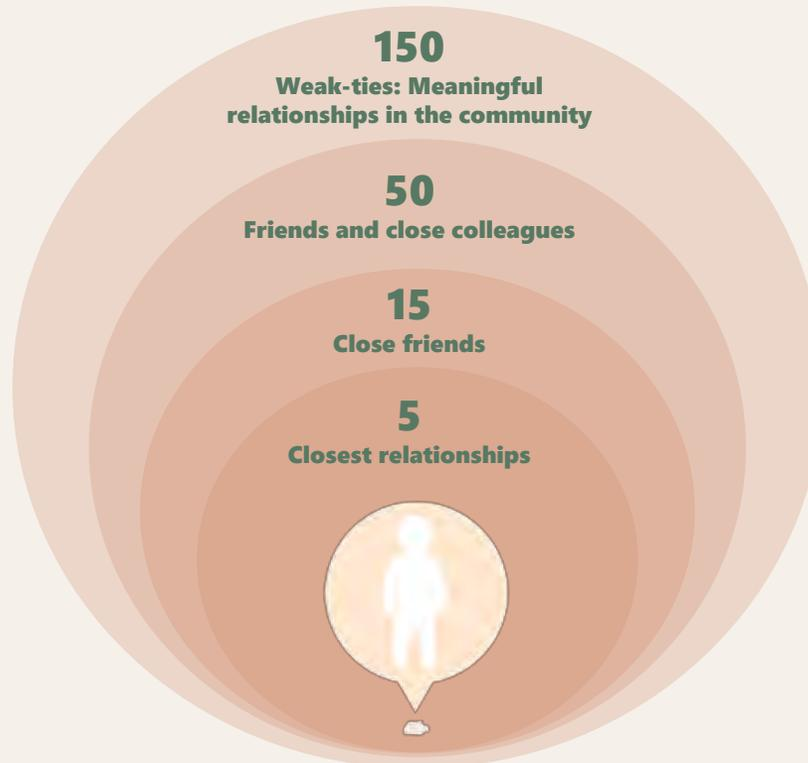 150
Weak-ties: Meaningful
relationships in the community
50
Friends and close colleagues
15
Close friends
5
Closest relationships